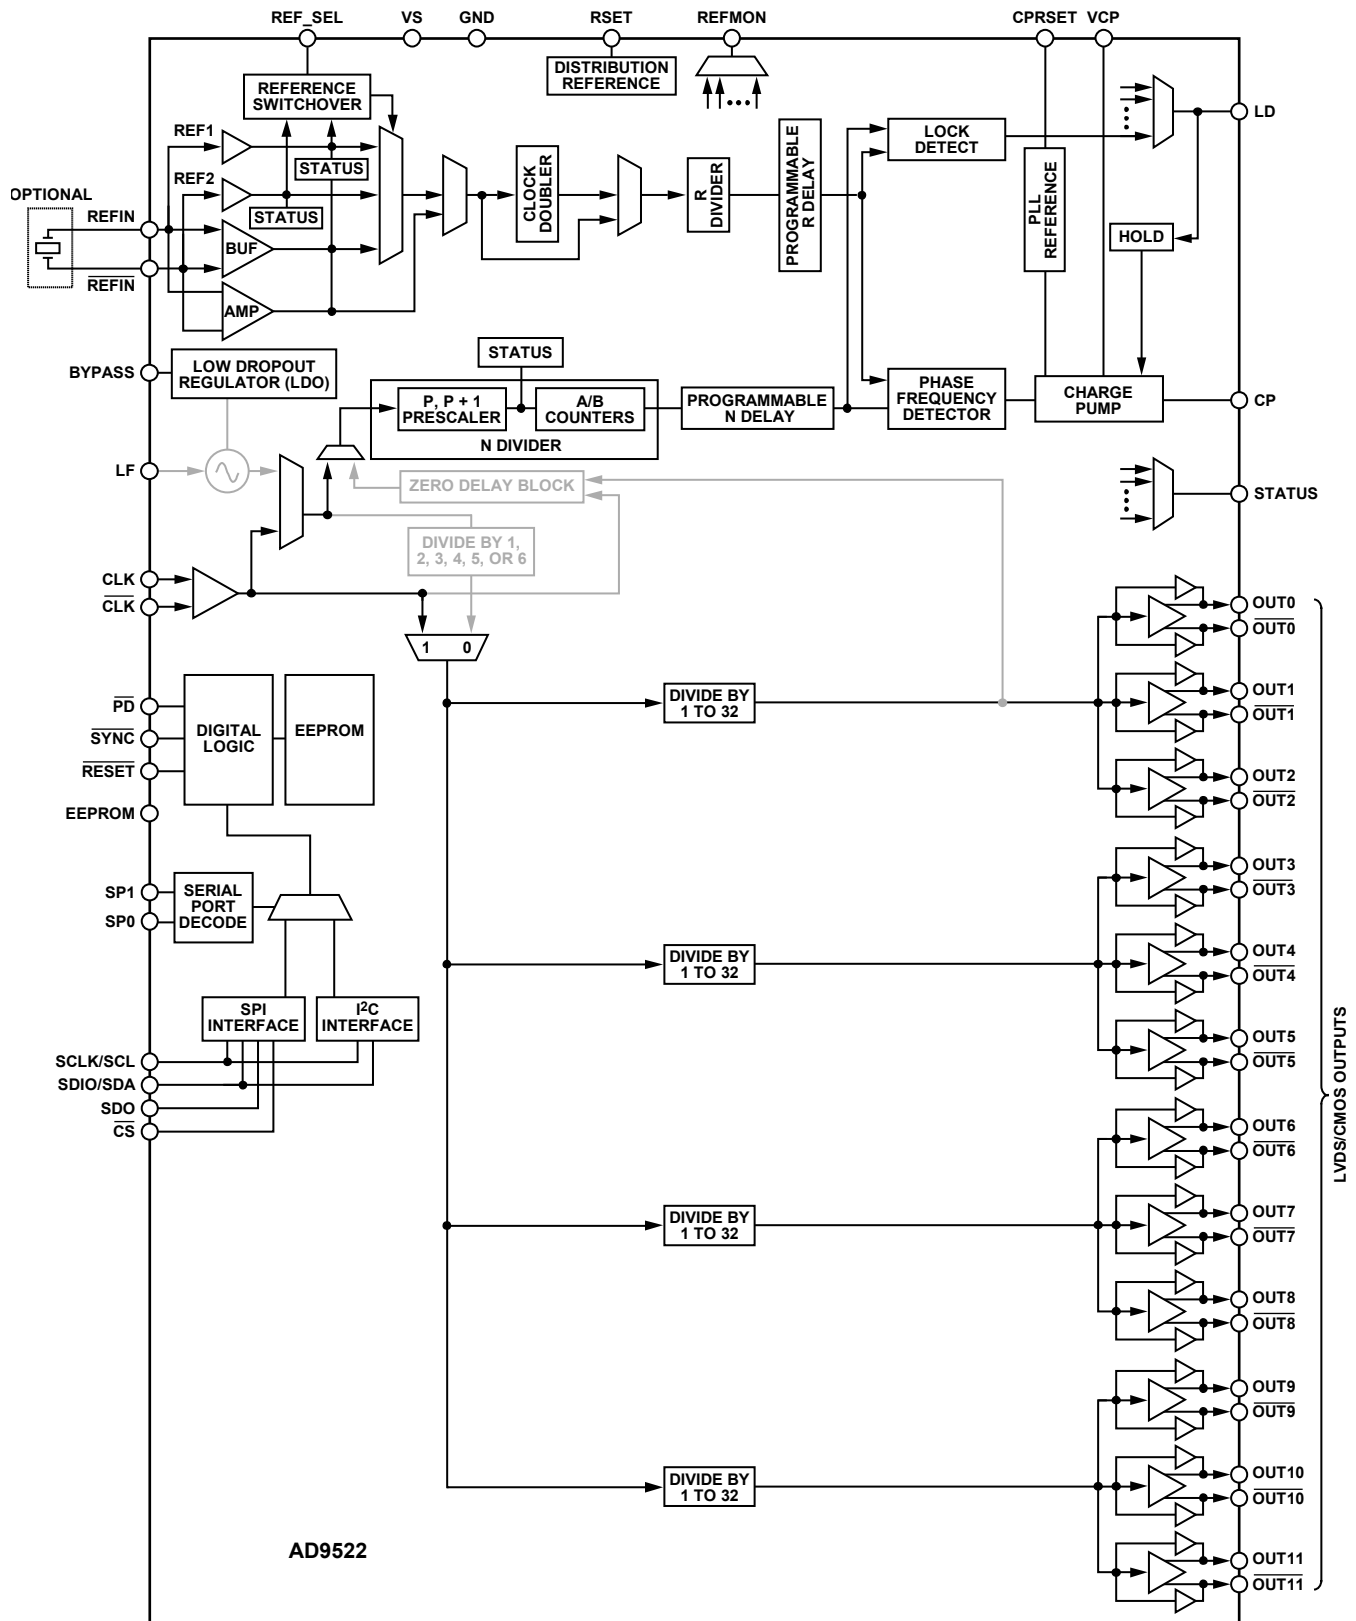 REF_SEL VS GND RSET REFMON CPRSET VCP
DISTRIBUTION
REFERENCE
REFERENCE
SWITCHOVER
REF1
STATUS
REF2
STATUS
OPTIONAL
REFIN
REFIN
BUF
AMP
CLOCK
DOUBLER
R
DIVIDER
PROGRAMMABLE
R DELAY
LOCK
DETECT
LD
PLL
REFERENCE
HOLD
BYPASS
LOW DROPOUT
REGULATOR (LDO)
STATUS
P, P + 1
PRESCALER
A/B
COUNTERS
N DIVIDER
PROGRAMMABLE
N DELAY
PHASE
FREQUENCY
DETECTOR
CHARGE
PUMP
CP
LF
ZERO DELAY BLOCK
STATUS
DIVIDE BY 1,
2, 3, 4, 5, OR 6
CLK
CLK
1 0
PD
SYNC
RESET
EEPROM
DIGITAL
LOGIC
EEPROM
SP1
SP0
SERIAL
PORT
DECODE
SPI
INTERFACE
I²C
INTERFACE
SCLK/SCL
SDIO/SDA
SDO
CS
DIVIDE BY
1 TO 32
DIVIDE BY
1 TO 32
DIVIDE BY
1 TO 32
DIVIDE BY
1 TO 32
OUT0
OUT0
OUT1
OUT1
OUT2
OUT2
OUT3
OUT3
OUT4
OUT4
OUT5
OUT5
OUT6
OUT6
OUT7
OUT7
OUT8
OUT8
OUT9
OUT9
OUT10
OUT10
OUT11
OUT11
LVDS/CMOS OUTPUTS
AD9522